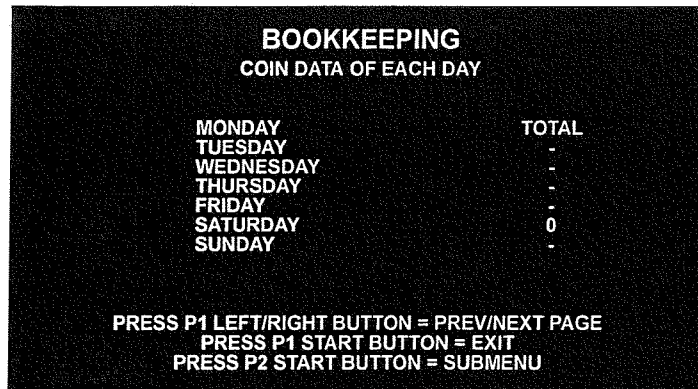 BOOKKEEPING
COIN DATA OF EACH DAY
MONDAY TOTAL
TUESDAY -
WEDNESDAY -
THURSDAY -
FRIDAY -
SATURDAY 0
SUNDAY -
PRESS P1 LEFT/RIGHT BUTTON = PREV/NEXT PAGE
PRESS P1 START BUTTON = EXIT
PRESS P2 START BUTTON = SUBMENU